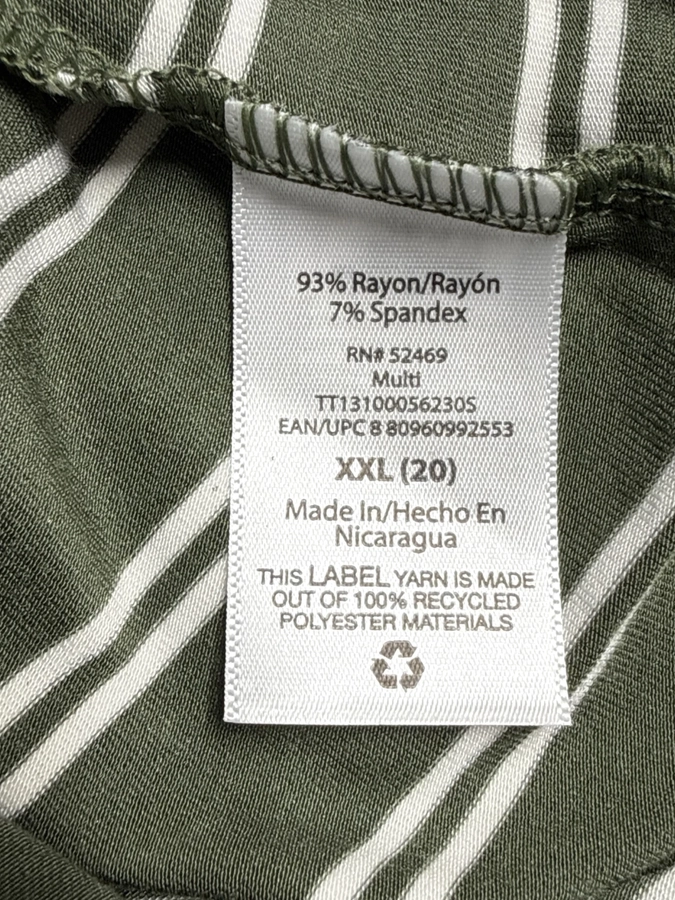 93% Rayon/Rayón
7% Spandex
RN# 52469
Multi
TT13100056230S
EAN/UPC 8 80960992553
XXL (20)
Made In/Hecho En
Nicaragua
THIS LABEL YARN IS MADE
OUT OF 100% RECYCLED
POLYESTER MATERIALS